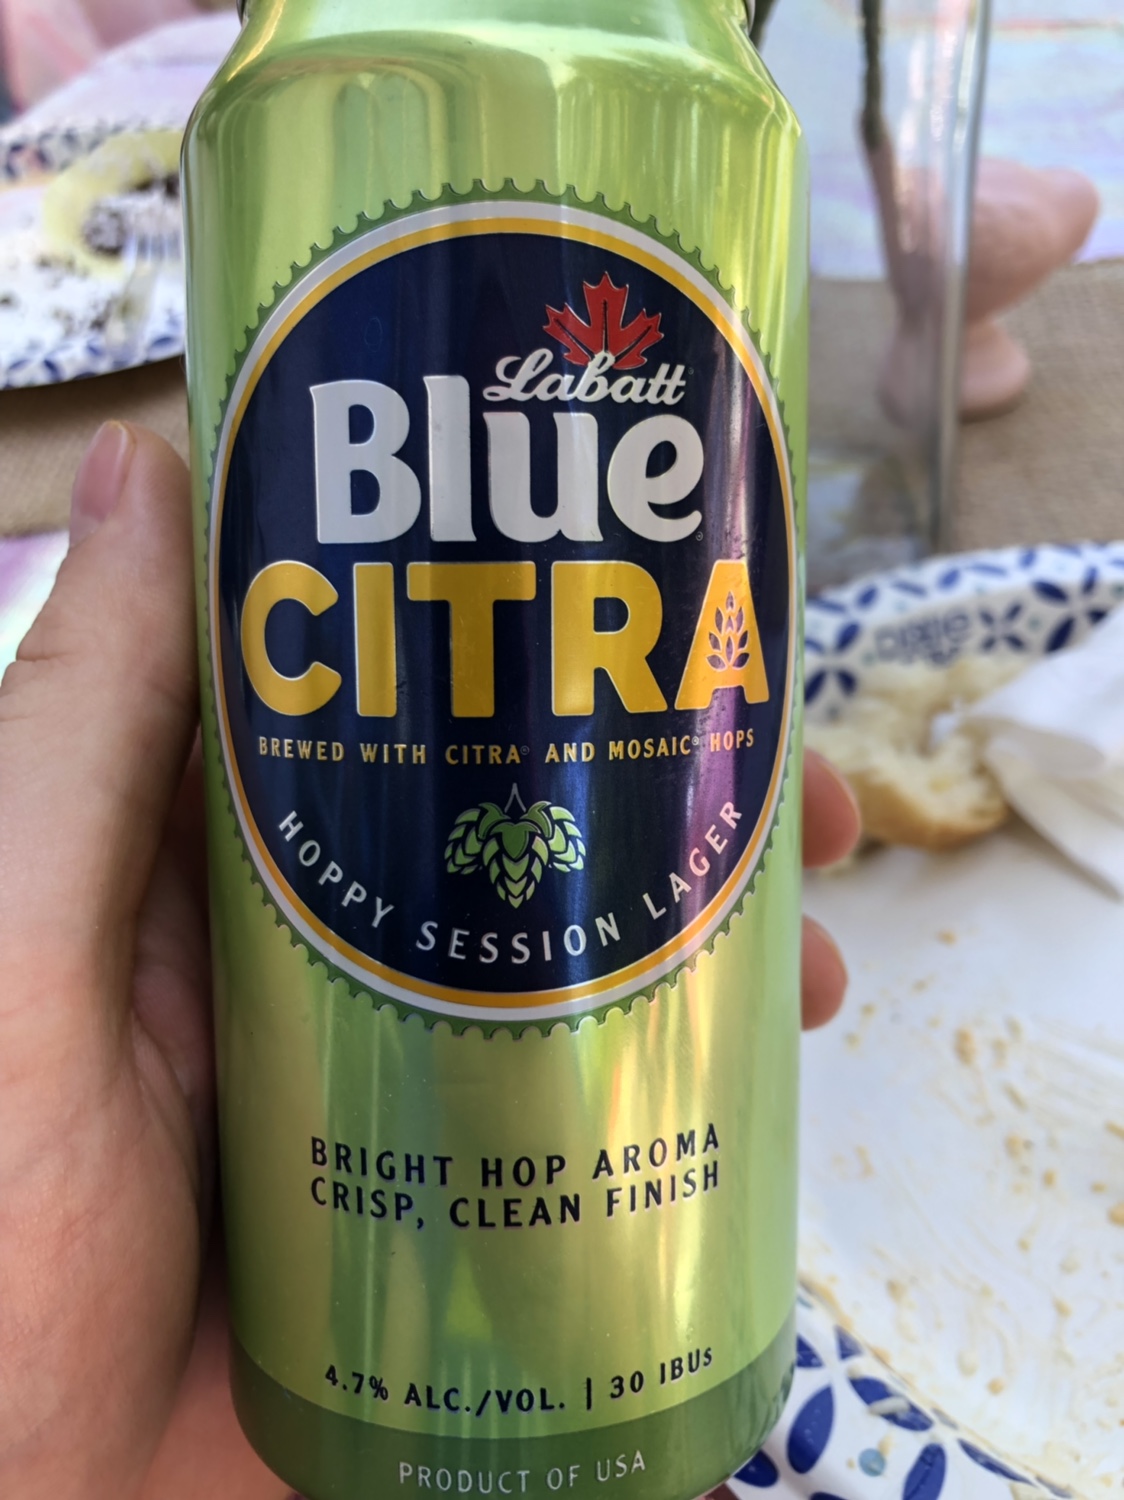 Labatt
Blue
CITRA
BREWED WITH CITRA® AND MOSAIC® HOPS
HOPPY SESSION LAGER
BRIGHT HOP AROMA
CRISP, CLEAN FINISH
4.7% ALC./VOL. | 30 IBUs
PRODUCT OF USA
Dixie